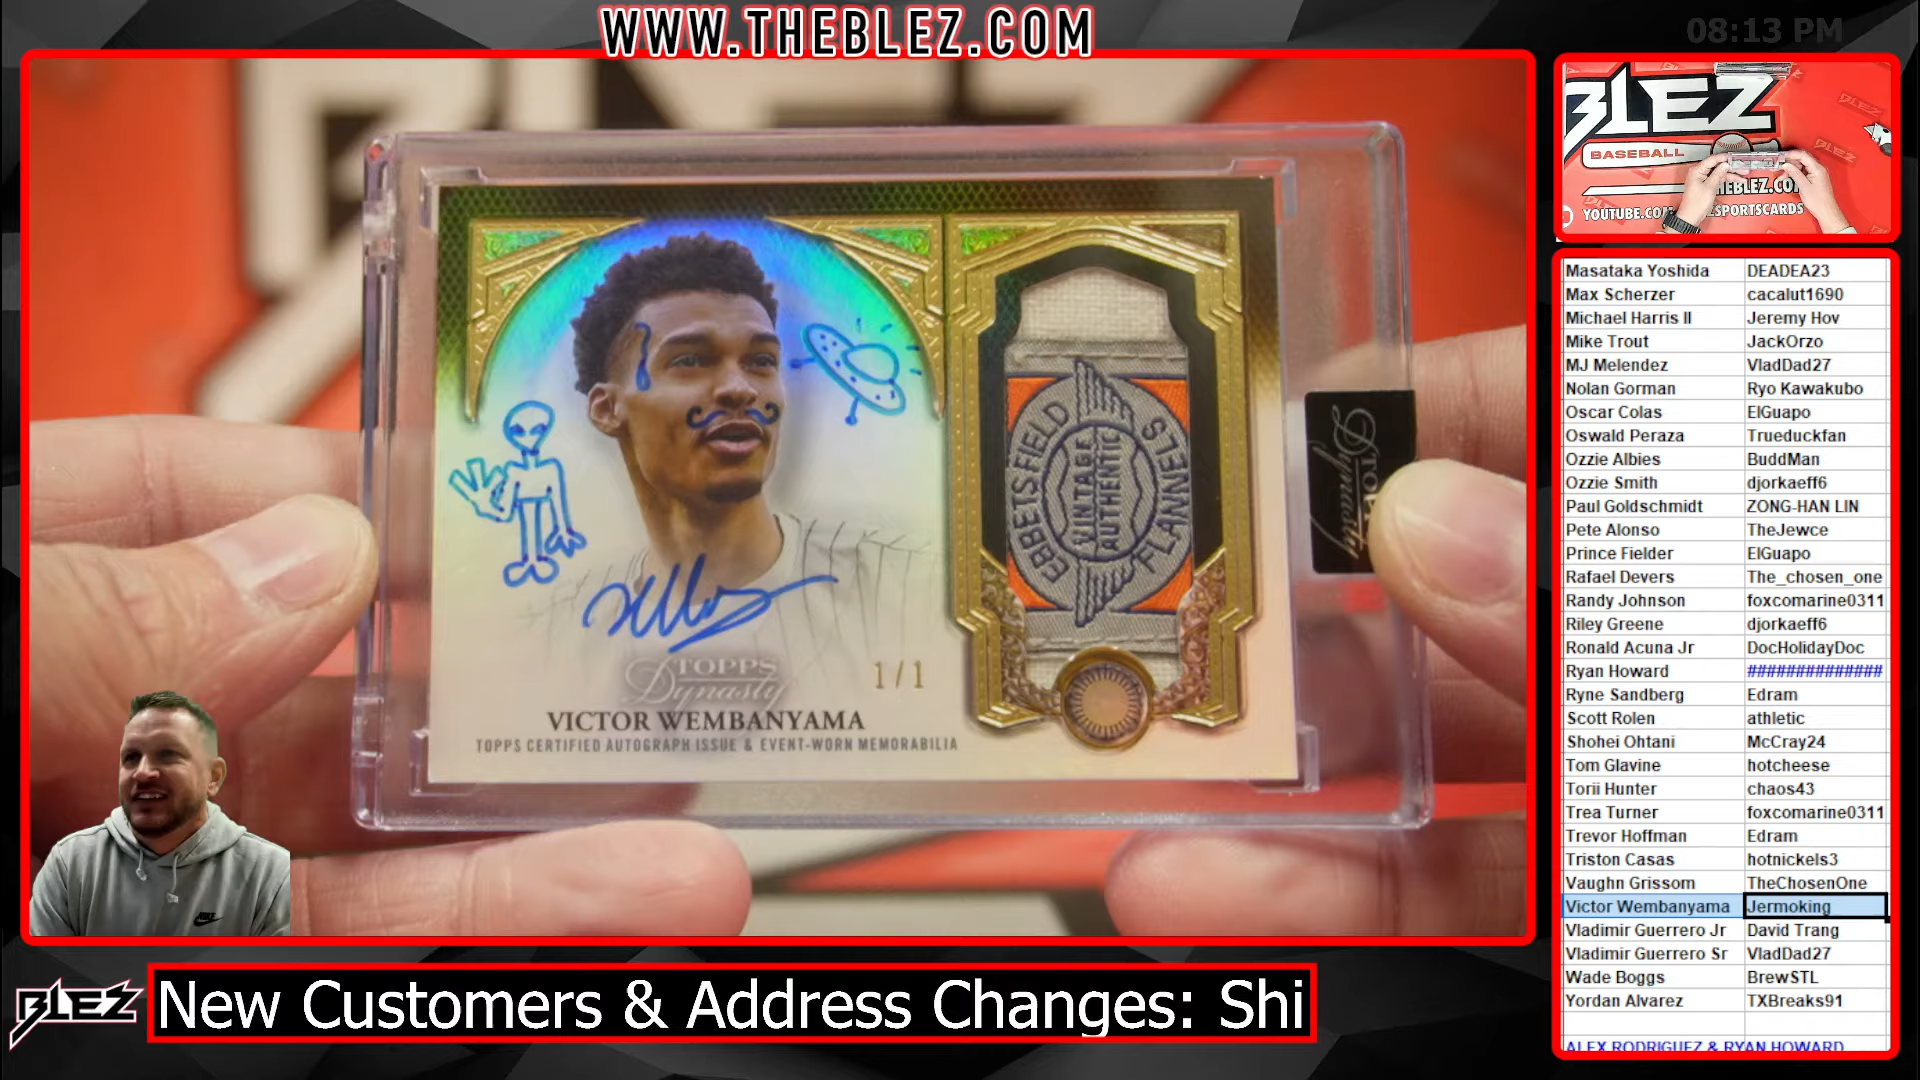 WWW.THEBLEZ.COM
08:13 PM
BLEZ
BASEBALL
YOUTUBE.COM
ESPORTSCARDS
EBBETSFIELD
FLANNELS
VINTAGE
AUTHENTIC
TOPPS
Dynasty
1/1
VICTOR WEMBANYAMA
TOPPS CERTIFIED AUTOGRAPH ISSUE & EVENT-WORN MEMORABILIA
Dynasty
Masataka Yoshida DEADEA23
Max Scherzer cacalut1690
Michael Harris II Jeremy Hov
Mike Trout JackOrzo
MJ Melendez VladDad27
Nolan Gorman Ryo Kawakubo
Oscar Colas ElGuapo
Oswald Peraza Trueduckfan
Ozzie Albies BuddMan
Ozzie Smith djorkaeff6
Paul Goldschmidt ZONG-HAN LIN
Pete Alonso TheJewce
Prince Fielder ElGuapo
Rafael Devers The_chosen_one
Randy Johnson foxcomarine0311
Riley Greene djorkaeff6
Ronald Acuna Jr DocHolidayDoc
Ryan Howard ##############
Ryne Sandberg Edram
Scott Rolen athletic
Shohei Ohtani McCray24
Tom Glavine hotcheese
Torii Hunter chaos43
Trea Turner foxcomarine0311
Trevor Hoffman Edram
Triston Casas hotnickels3
Vaughn Grissom TheChosenOne
Victor Wembanyama Jermoking
Vladimir Guerrero Jr David Trang
Vladimir Guerrero Sr VladDad27
Wade Boggs BrewSTL
Yordan Alvarez TXBreaks91
ALEX RODRIGUEZ & RYAN HOWARD
BLEZ
New Customers & Address Changes: Shi